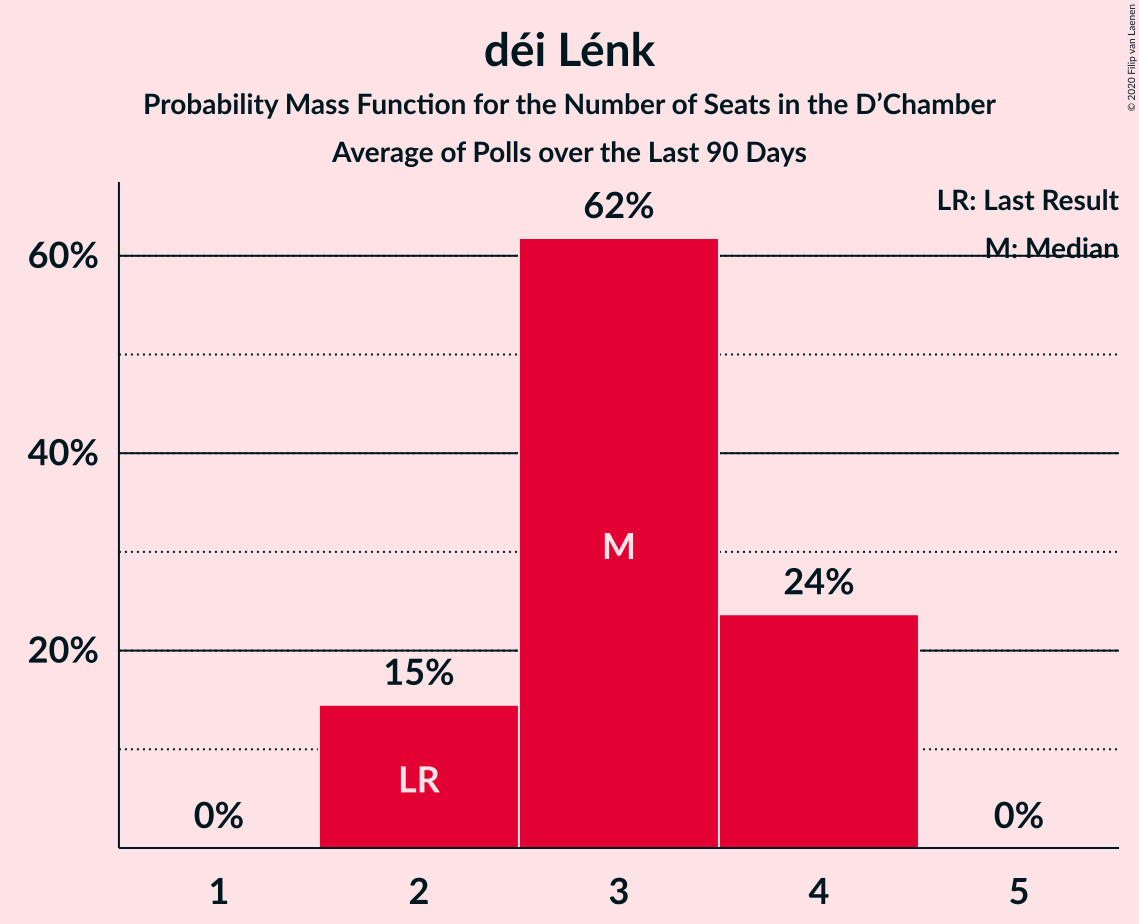 déi Lénk
Probability Mass Function for the Number of Seats in the D’Chamber
Average of Polls over the Last 90 Days
© 2020 Filip van Laenen
LR: Last Result
M: Median
60%
40%
20%
0%
15%
62%
24%
0%
LR
M
1
2
3
4
5